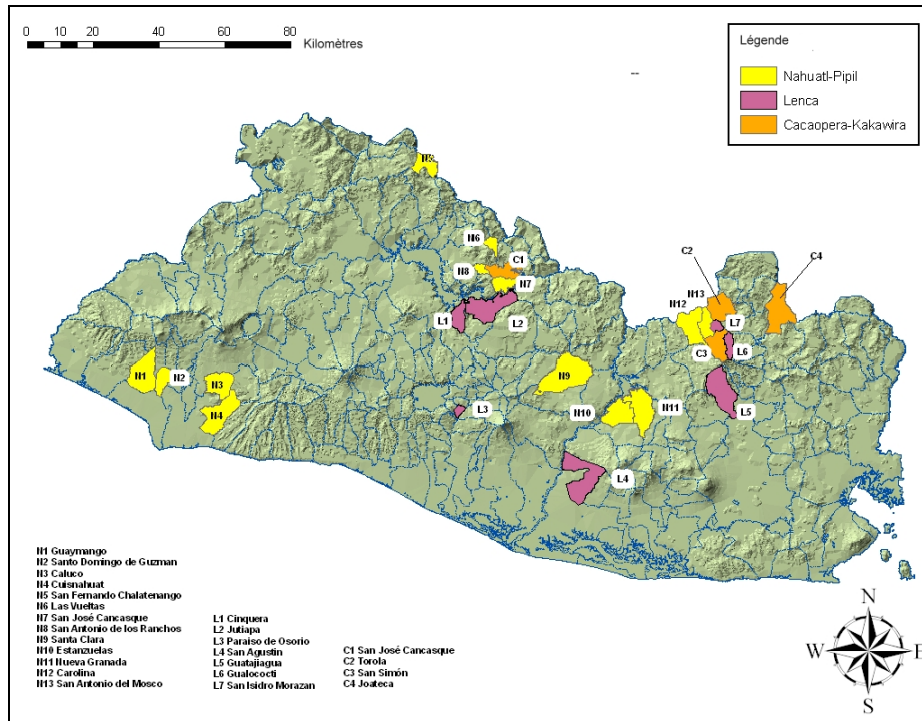 0 10 20 40 60 80
Kilomètres
Légende
Nahuatl-Pipil
Lenca
Cacaopera-Kakawira
N5
N6
C1
N8
N7
L1
L2
C2
C4
N13
N12
L7
C3
L6
N1
N2
N3
N4
N9
L3
N10
N11
L5
L4
N1 Guaymango
N2 Santo Domingo de Guzman
N3 Caluco
N4 Cuisnahuat
N5 San Fernando Chalatenango
N6 Las Vueltas
N7 San José Cancasque
N8 San Antonio de los Ranchos
N9 Santa Clara
N10 Estanzuelas
N11 Nueva Granada
N12 Carolina
N13 San Antonio del Mosco
L1 Cinquera
L2 Jutiapa
L3 Paraiso de Osorio
L4 San Agustin
L5 Guatajiagua
L6 Gualococti
L7 San Isidro Morazan
C1 San José Cancasque
C2 Torola
C3 San Simón
C4 Joateca
N
W E
S